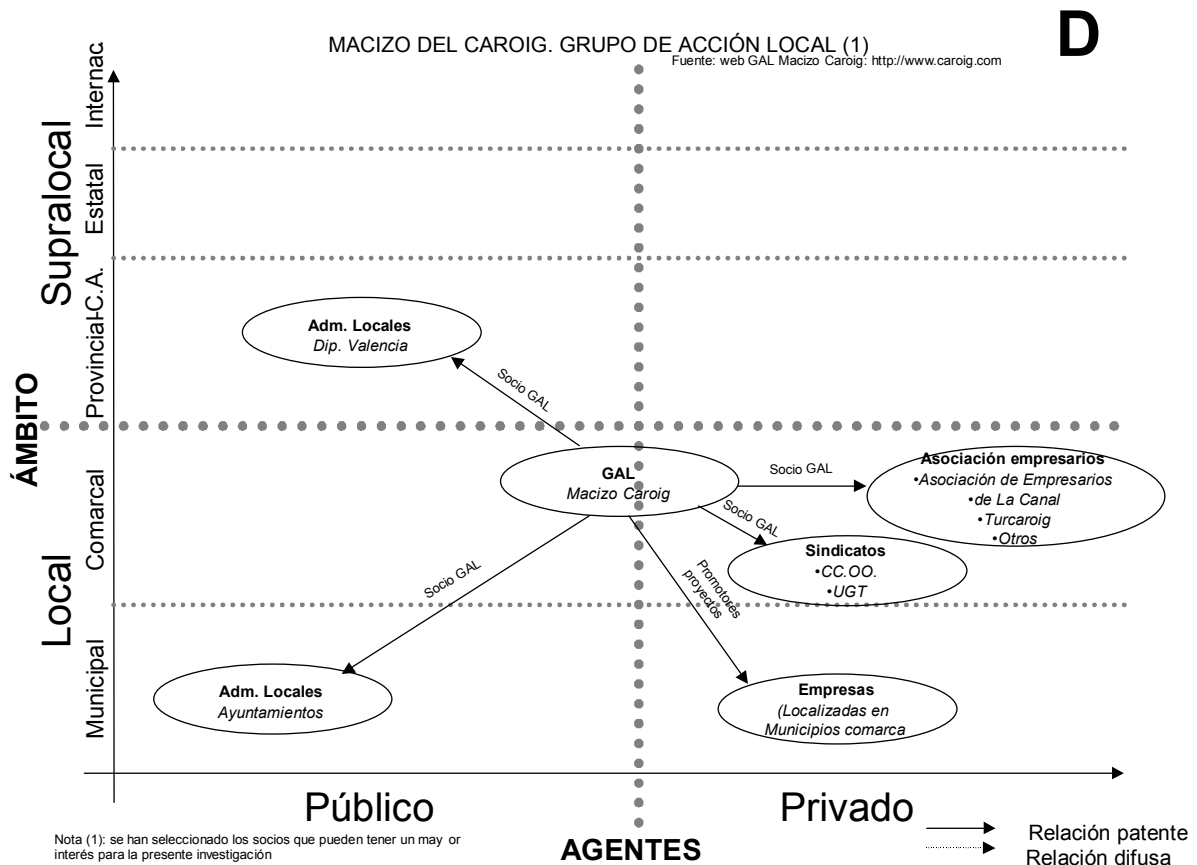 D
MACIZO DEL CAROIG. GRUPO DE ACCIÓN LOCAL (1)
Fuente: web GAL Macizo Caroig: http://www.caroig.com
ÁMBITO
Supralocal
Local
Internac.
Estatal
Provincial-C.A.
Comarcal
Municipal
Adm. Locales
Dip. Valencia
Socio GAL
GAL
Macizo Caroig
Socio GAL
Asociación empresarios
•Asociación de Empresarios
•de La Canal
•Turcaroig
•Otros
Socio GAL
Sindicatos
•CC.OO.
•UGT
Socio GAL
Promotores
proyectos
Adm. Locales
Ayuntamientos
Empresas
(Localizadas en
Municipios comarca
Público
Privado
AGENTES
Nota (1): se han seleccionado los socios que pueden tener un may or
interés para la presente investigación
Relación patente
Relación difusa